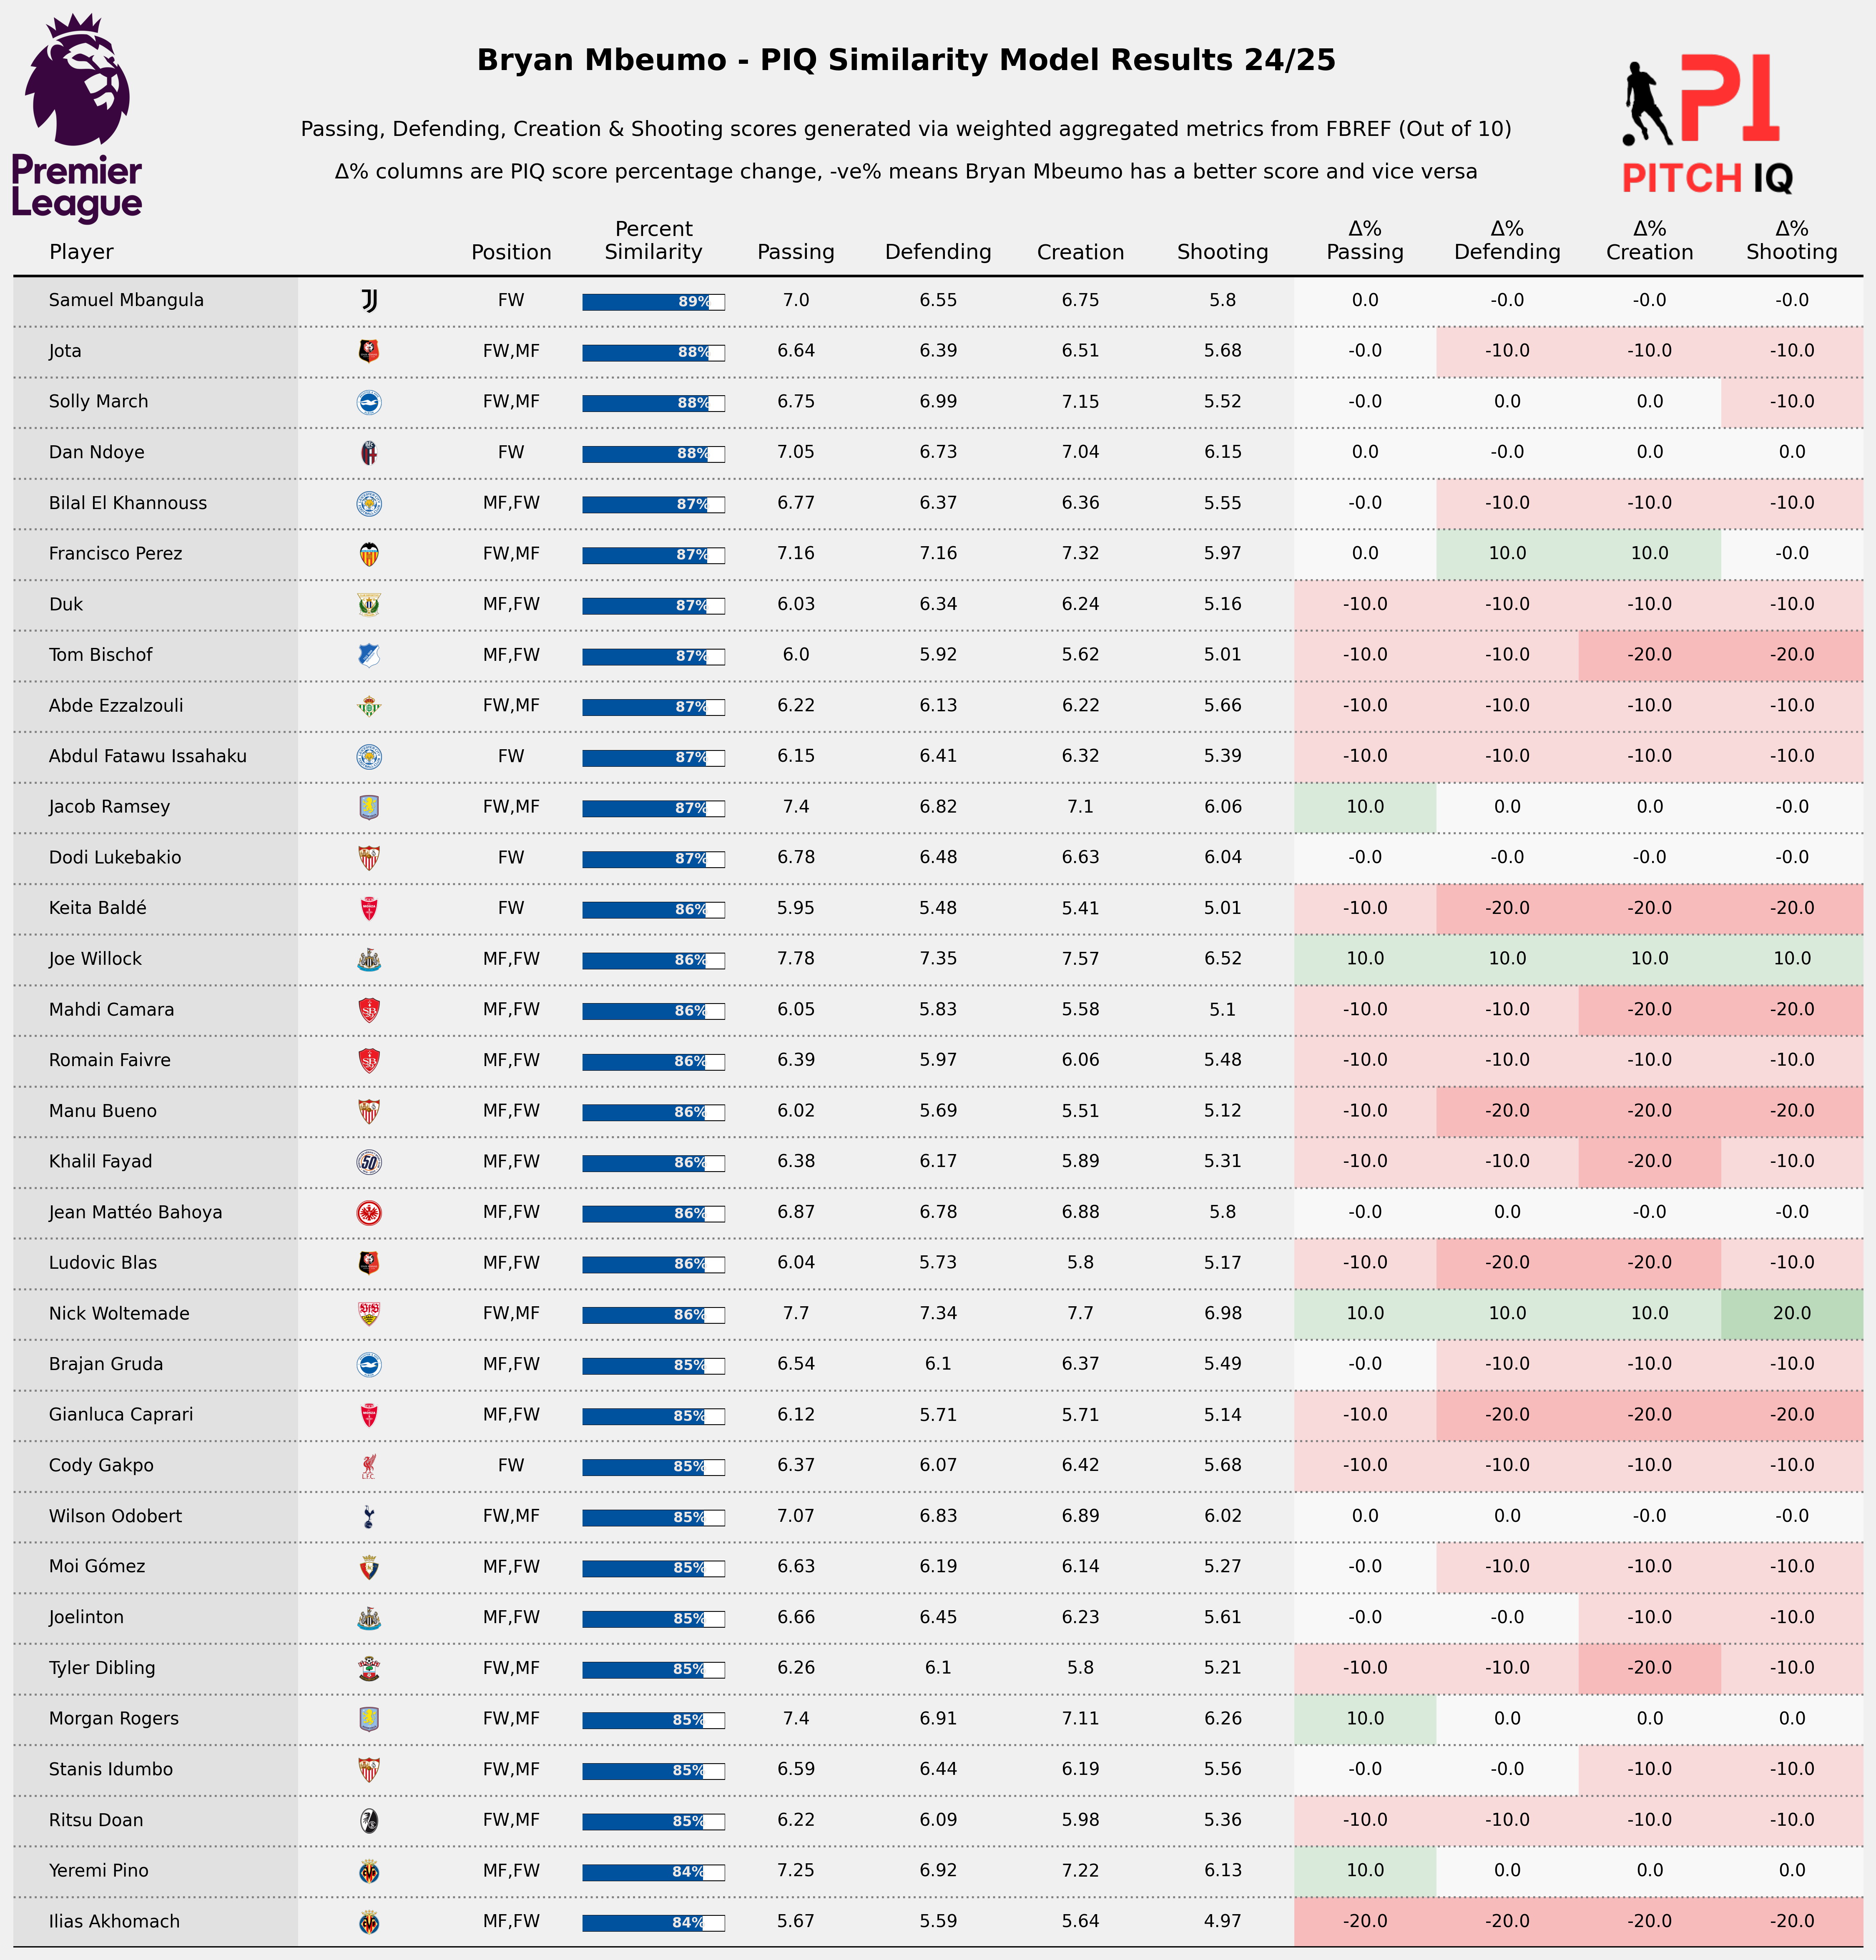 Bryan Mbeumo - PIQ Similarity Model Results 24/25
Passing, Defending, Creation & Shooting scores generated via weighted aggregated metrics from FBREF (Out of 10)
Δ% columns are PIQ score percentage change, -ve% means Bryan Mbeumo has a better score and vice versa
Premier
League
PI
PITCH IQ
Player Position Percent Similarity Passing Defending Creation Shooting Δ% Passing Δ% Defending Δ% Creation Δ% Shooting
Samuel Mbangula FW 89% 7.0 6.55 6.75 5.8 0.0 -0.0 -0.0 -0.0
Jota FW,MF 88% 6.64 6.39 6.51 5.68 -0.0 -10.0 -10.0 -10.0
Solly March FW,MF 88% 6.75 6.99 7.15 5.52 -0.0 0.0 0.0 -10.0
Dan Ndoye FW 88% 7.05 6.73 7.04 6.15 0.0 -0.0 0.0 0.0
Bilal El Khannouss MF,FW 87% 6.77 6.37 6.36 5.55 -0.0 -10.0 -10.0 -10.0
Francisco Perez FW,MF 87% 7.16 7.16 7.32 5.97 0.0 10.0 10.0 -0.0
Duk MF,FW 87% 6.03 6.34 6.24 5.16 -10.0 -10.0 -10.0 -10.0
Tom Bischof MF,FW 87% 6.0 5.92 5.62 5.01 -10.0 -10.0 -20.0 -20.0
Abde Ezzalzouli FW,MF 87% 6.22 6.13 6.22 5.66 -10.0 -10.0 -10.0 -10.0
Abdul Fatawu Issahaku FW 87% 6.15 6.41 6.32 5.39 -10.0 -10.0 -10.0 -10.0
Jacob Ramsey FW,MF 87% 7.4 6.82 7.1 6.06 10.0 0.0 0.0 -0.0
Dodi Lukebakio FW 87% 6.78 6.48 6.63 6.04 -0.0 -0.0 -0.0 -0.0
Keita Baldé FW 86% 5.95 5.48 5.41 5.01 -10.0 -20.0 -20.0 -20.0
Joe Willock MF,FW 86% 7.78 7.35 7.57 6.52 10.0 10.0 10.0 10.0
Mahdi Camara MF,FW 86% 6.05 5.83 5.58 5.1 -10.0 -10.0 -20.0 -20.0
Romain Faivre MF,FW 86% 6.39 5.97 6.06 5.48 -10.0 -10.0 -10.0 -10.0
Manu Bueno MF,FW 86% 6.02 5.69 5.51 5.12 -10.0 -20.0 -20.0 -20.0
Khalil Fayad MF,FW 86% 6.38 6.17 5.89 5.31 -10.0 -10.0 -20.0 -10.0
Jean Mattéo Bahoya MF,FW 86% 6.87 6.78 6.88 5.8 -0.0 0.0 -0.0 -0.0
Ludovic Blas MF,FW 86% 6.04 5.73 5.8 5.17 -10.0 -20.0 -20.0 -10.0
Nick Woltemade FW,MF 86% 7.7 7.34 7.7 6.98 10.0 10.0 10.0 20.0
Brajan Gruda MF,FW 85% 6.54 6.1 6.37 5.49 -0.0 -10.0 -10.0 -10.0
Gianluca Caprari MF,FW 85% 6.12 5.71 5.71 5.14 -10.0 -20.0 -20.0 -20.0
Cody Gakpo FW 85% 6.37 6.07 6.42 5.68 -10.0 -10.0 -10.0 -10.0
Wilson Odobert FW,MF 85% 7.07 6.83 6.89 6.02 0.0 0.0 -0.0 -0.0
Moi Gómez MF,FW 85% 6.63 6.19 6.14 5.27 -0.0 -10.0 -10.0 -10.0
Joelinton MF,FW 85% 6.66 6.45 6.23 5.61 -0.0 -0.0 -10.0 -10.0
Tyler Dibling FW,MF 85% 6.26 6.1 5.8 5.21 -10.0 -10.0 -20.0 -10.0
Morgan Rogers FW,MF 85% 7.4 6.91 7.11 6.26 10.0 0.0 0.0 0.0
Stanis Idumbo FW,MF 85% 6.59 6.44 6.19 5.56 -0.0 -0.0 -10.0 -10.0
Ritsu Doan FW,MF 85% 6.22 6.09 5.98 5.36 -10.0 -10.0 -10.0 -10.0
Yeremi Pino MF,FW 84% 7.25 6.92 7.22 6.13 10.0 0.0 0.0 0.0
Ilias Akhomach MF,FW 84% 5.67 5.59 5.64 4.97 -20.0 -20.0 -20.0 -20.0